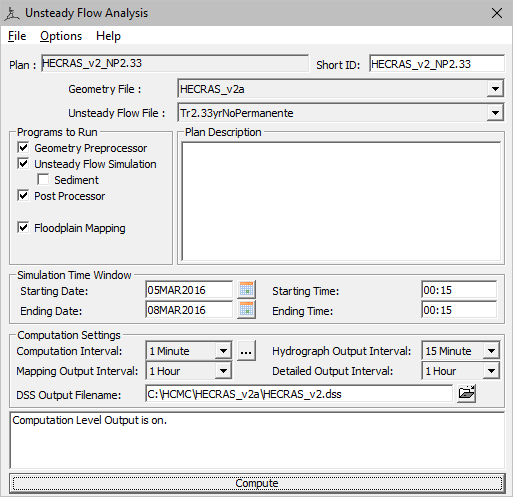 Unsteady Flow Analysis
File Options Help
Plan : HECRAS_v2_NP2.33 Short ID: HECRAS_v2_NP2.33
Geometry File : HECRAS_v2a
Unsteady Flow File : Tr2.33yrNoPermanente
Programs to Run Plan Description
Geometry Preprocessor
Unsteady Flow Simulation
Sediment
Post Processor
Floodplain Mapping
Simulation Time Window
Starting Date: 05MAR2016 Starting Time: 00:15
Ending Date: 08MAR2016 Ending Time: 00:15
Computation Settings
Computation Interval: 1 Minute ... Hydrograph Output Interval: 15 Minute
Mapping Output Interval: 1 Hour Detailed Output Interval: 1 Hour
DSS Output Filename: C:\HCMC\HECRAS_v2a\HECRAS_v2.dss
Computation Level Output is on.
Compute